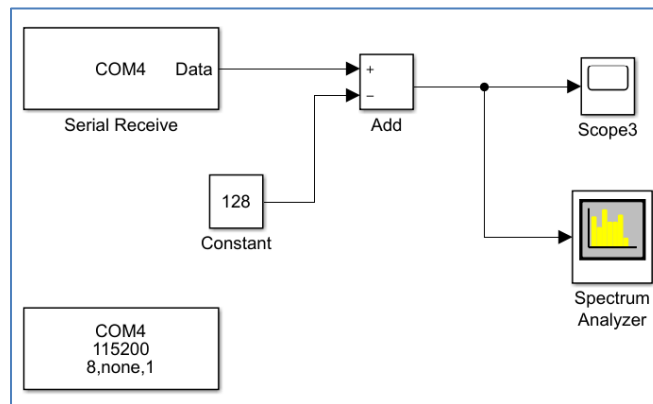 COM4
Data
Serial Receive
+
−
Add
Scope3
128
Constant
Spectrum
Analyzer
COM4
115200
8,none,1